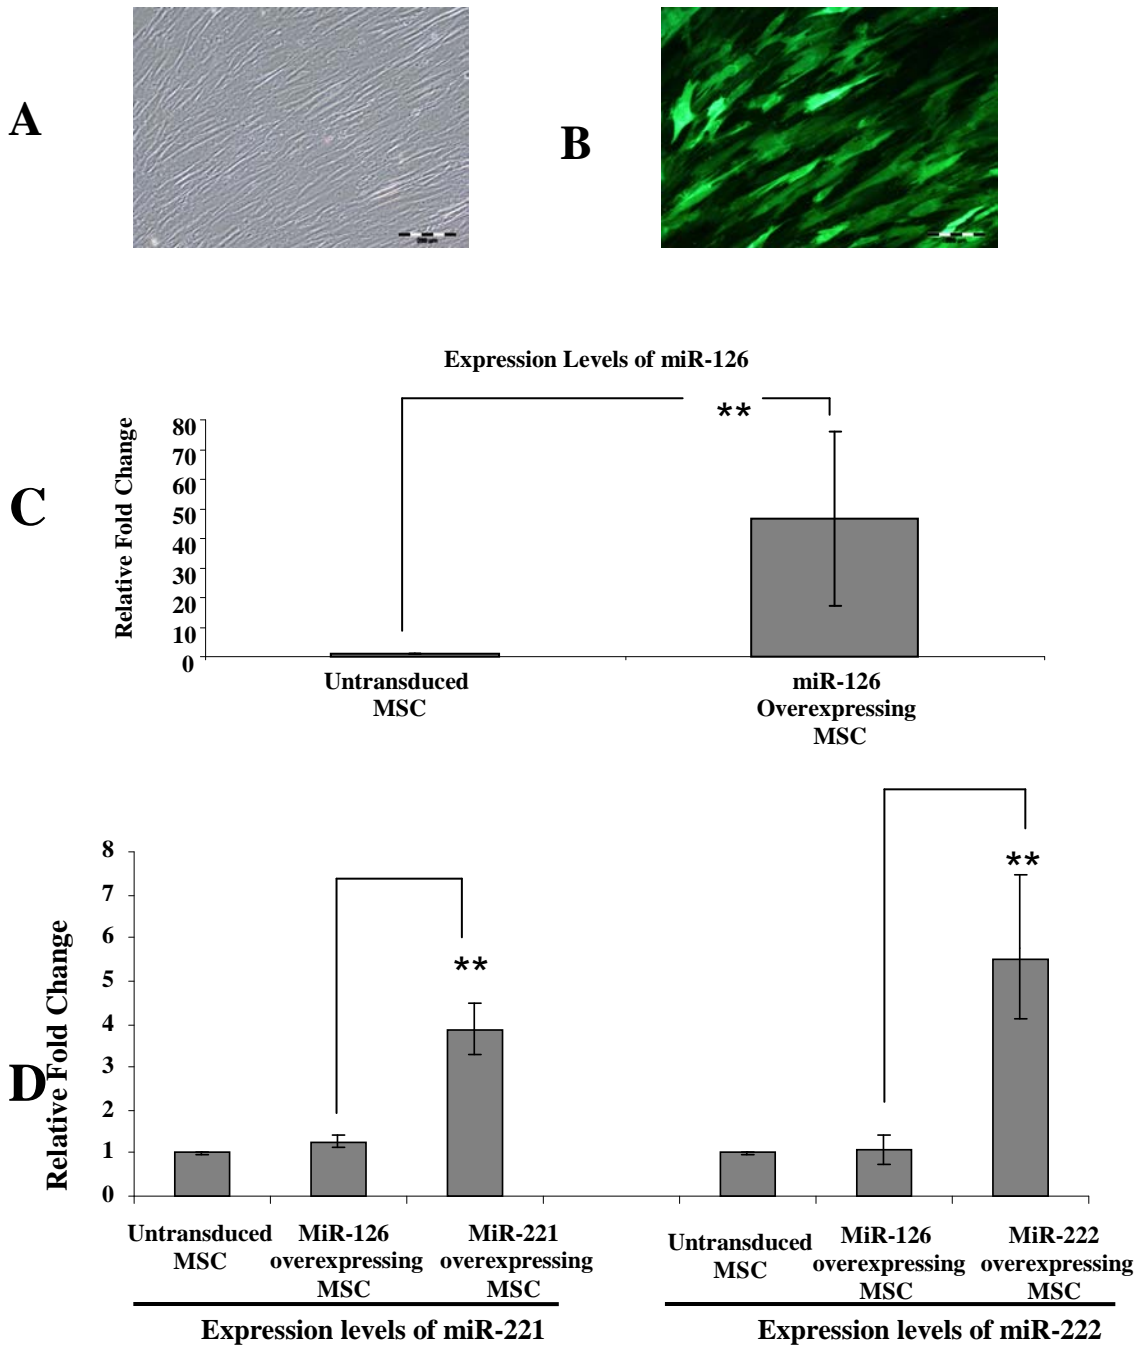 A
B
Expression Levels of miR-126
**
C
Relative Fold Change
80
70
60
50
40
30
20
10
0
Untransduced
MSC
miR-126
Overexpressing
MSC
D
Relative Fold Change
8
7
6
5
4
3
2
1
0
**
**
Untransduced
MSC
MiR-126
overexpressing
MSC
MiR-221
overexpressing
MSC
Untransduced
MSC
MiR-126
overexpressing
MSC
MiR-222
overexpressing
MSC
Expression levels of miR-221
Expression levels of miR-222